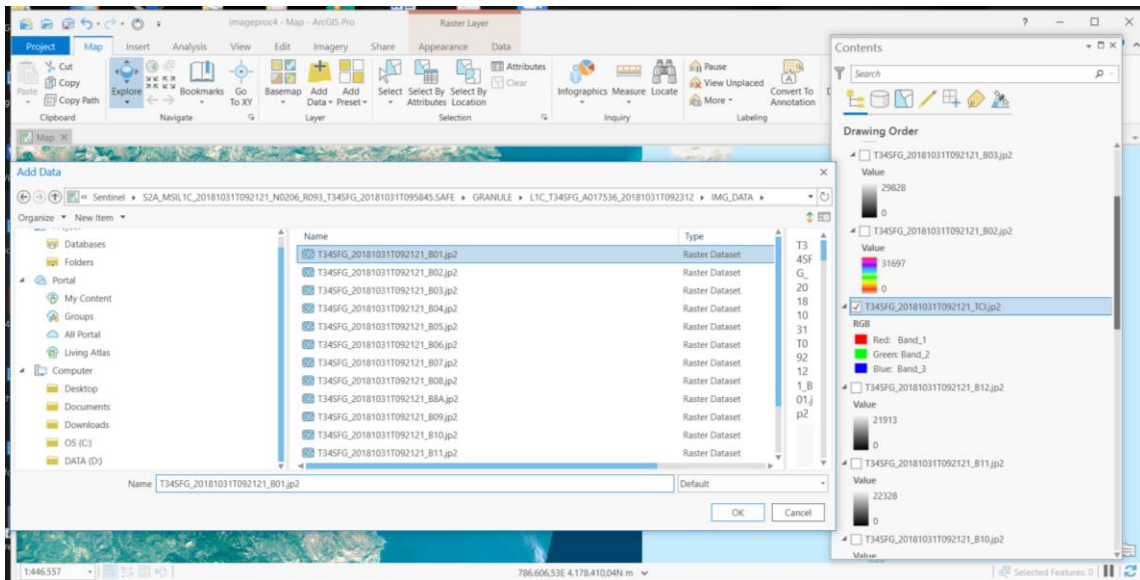 imageproc4 - Map - ArcGIS Pro
Raster Layer
Project Map Insert Analysis View Edit Imagery Share Appearance Data
Paste
Cut
Copy
Copy Path
Explore
Bookmarks
Go To XY
Basemap
Add Data
Add Preset
Select
Select By Attributes
Select By Location
Attributes
Clear
Infographics
Measure
Locate
Pause
View Unplaced
More
Convert To Annotation
Clipboard Navigate Layer Selection Inquiry Labeling
Map
Add Data
« Sentinel S2A_MSIL1C_20181031T092121_N0206_R093_T34SFG_20181031T095845.SAFE GRANULE L1C_T34SFG_A017536_20181031T092312 IMG_DATA
Organize New Item
Databases
Folders
Portal
My Content
Groups
All Portal
Living Atlas
Computer
Desktop
Documents
Downloads
OS (C:)
DATA (D:)
Name Type
T34SFG_20181031T092121_B01.jp2 Raster Dataset
T34SFG_20181031T092121_B02.jp2 Raster Dataset
T34SFG_20181031T092121_B03.jp2 Raster Dataset
T34SFG_20181031T092121_B04.jp2 Raster Dataset
T34SFG_20181031T092121_B05.jp2 Raster Dataset
T34SFG_20181031T092121_B06.jp2 Raster Dataset
T34SFG_20181031T092121_B07.jp2 Raster Dataset
T34SFG_20181031T092121_B08.jp2 Raster Dataset
T34SFG_20181031T092121_B8A.jp2 Raster Dataset
T34SFG_20181031T092121_B09.jp2 Raster Dataset
T34SFG_20181031T092121_B10.jp2 Raster Dataset
T34SFG_20181031T092121_B11.jp2 Raster Dataset
T3
4SF
G_
20
18
10
31
T0
92
12
1_B
01.j
p2
Name T34SFG_20181031T092121_B01.jp2 Default
OK Cancel
Contents
Search
Drawing Order
T34SFG_20181031T092121_B03.jp2
Value
29828
0
T34SFG_20181031T092121_B02.jp2
Value
31697
0
T34SFG_20181031T092121_TCI.jp2
RGB
Red: Band_1
Green: Band_2
Blue: Band_3
T34SFG_20181031T092121_B12.jp2
Value
21913
0
T34SFG_20181031T092121_B11.jp2
Value
22328
0
T34SFG_20181031T092121_B10.jp2
Value
1:446.557
786.606,53E 4.178.410,04N m
Selected Features: 0